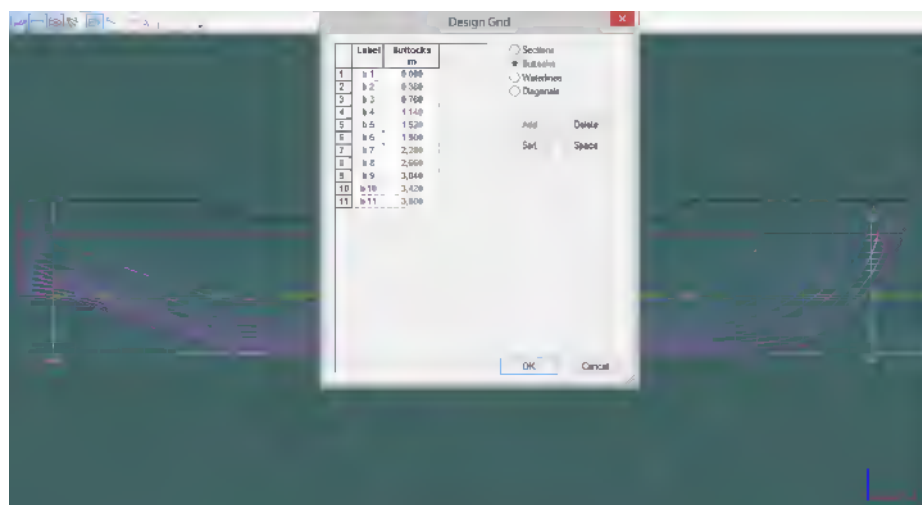 Design Grid
Label Buttocks
m
1 b 1 0,000
2 b 2 0,380
3 b 3 0,760
4 b 4 1,140
5 b 5 1,520
6 b 6 1,900
7 b 7 2,280
8 b 8 2,660
9 b 9 3,040
10 b 10 3,420
11 b 11 3,800
Sections
Buttocks
Waterlines
Diagonals
Add Delete
Sort Space
OK Cancel